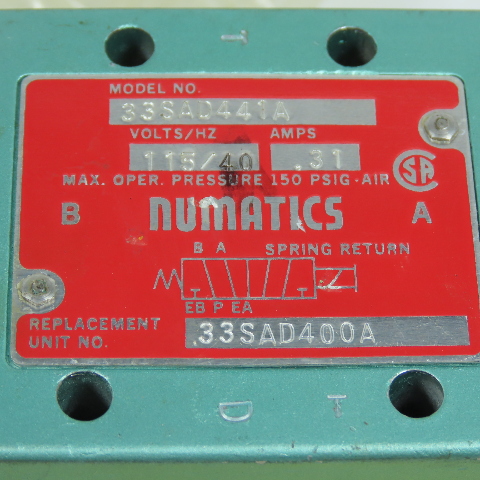 T
I
MODEL NO.
33SAD441A
VOLTS/HZ AMPS
115/ .31
MAX. OPER. PRESSURE 150 PSIG-AIR
SA
B NUMATICS A
B A SPRING RETURN
EB P EA
REPLACEMENT
UNIT NO. 33SAD400A
D T